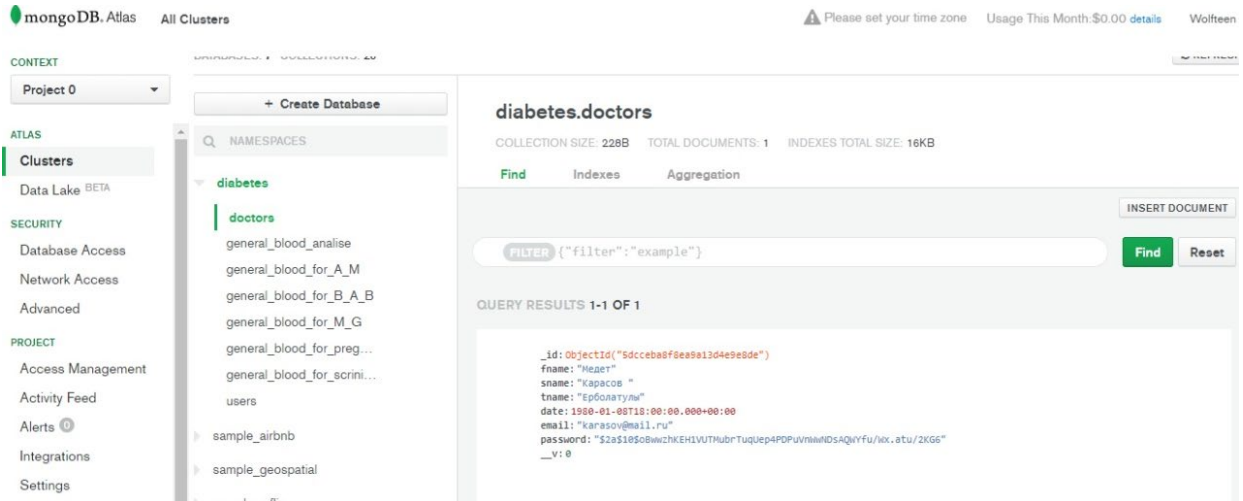 mongoDB. Atlas All Clusters Please set your time zone Usage This Month:$0.00 details Wolfteen
CONTEXT
Project 0
ATLAS
Clusters
Data Lake BETA
SECURITY
Database Access
Network Access
Advanced
PROJECT
Access Management
Activity Feed
Alerts 0
Integrations
Settings
+ Create Database
NAMESPACES
diabetes
doctors
general_blood_analise
general_blood_for_A_M
general_blood_for_B_A_B
general_blood_for_M_G
general_blood_for_preg...
general_blood_for_scrini...
users
sample_airbnb
sample_geospatial
diabetes.doctors
COLLECTION SIZE: 228B TOTAL DOCUMENTS: 1 INDEXES TOTAL SIZE: 16KB
Find Indexes Aggregation
INSERT DOCUMENT
FILTER {"filter":"example"} Find Reset
QUERY RESULTS 1-1 OF 1
_id: ObjectId("5dcceba8f8ea9a13d4e9e8de")
fname: "Медет"
sname: "Карасов "
tname: "Ерболатулы"
date: 1980-01-08T18:00:00.000+00:00
email: "karasov@mail.ru"
password:
__v: 0